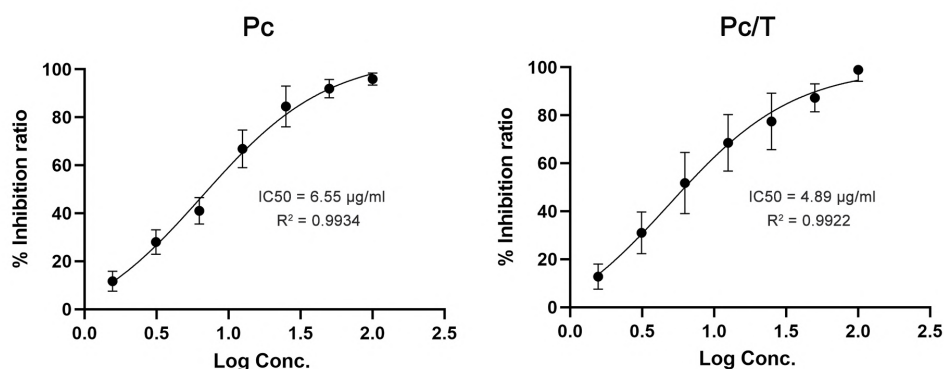 Pc
% Inhibition ratio
100
80
60
40
20
0
IC50 = 6.55 µg/ml
R² = 0.9934
0.0 0.5 1.0 1.5 2.0 2.5
Log Conc.
Pc/T
% Inhibition ratio
100
80
60
40
20
0
IC50 = 4.89 µg/ml
R² = 0.9922
0.0 0.5 1.0 1.5 2.0 2.5
Log Conc.